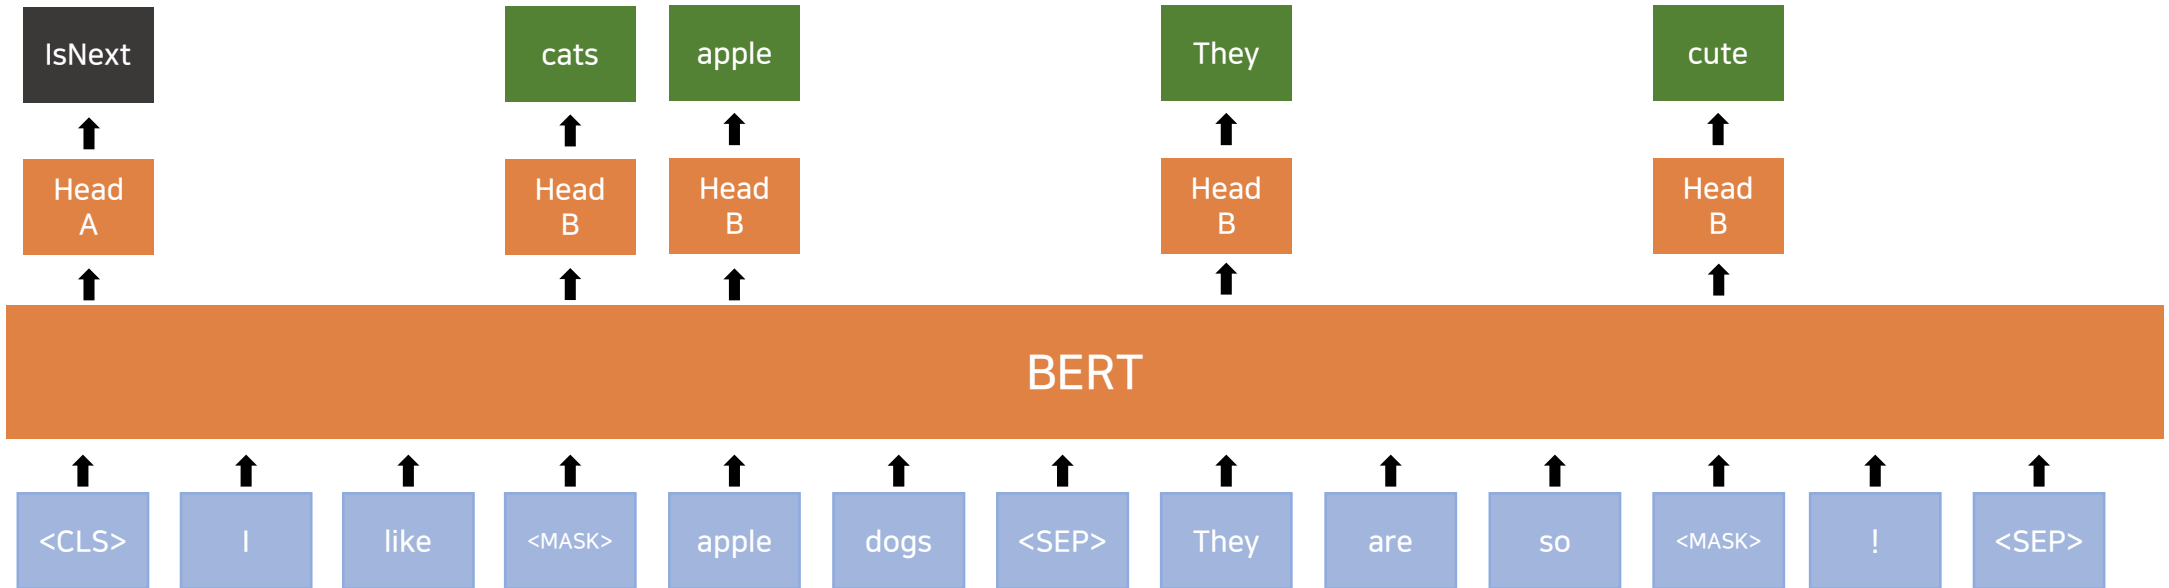 IsNext
cats
apple
They
cute
Head
A
Head
B
Head
B
Head
B
Head
B
BERT
<CLS>
I
like
<MASK>
apple
dogs
<SEP>
They
are
so
<MASK>
!
<SEP>